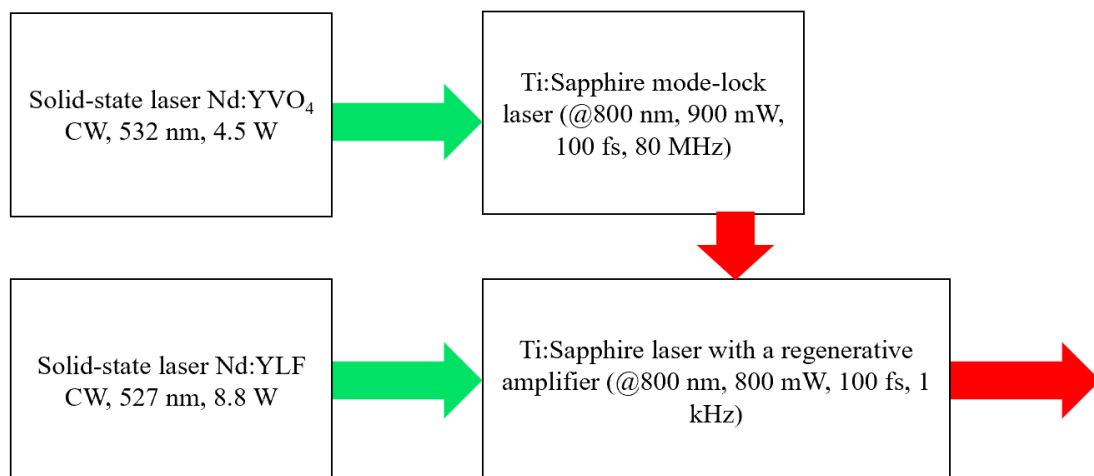 Solid-state laser Nd:YVO₄
CW, 532 nm, 4.5 W
Ti:Sapphire mode-lock
laser (@800 nm, 900 mW,
100 fs, 80 MHz)
Solid-state laser Nd:YLF
CW, 527 nm, 8.8 W
Ti:Sapphire laser with a regenerative
amplifier (@800 nm, 800 mW, 100 fs, 1
kHz)